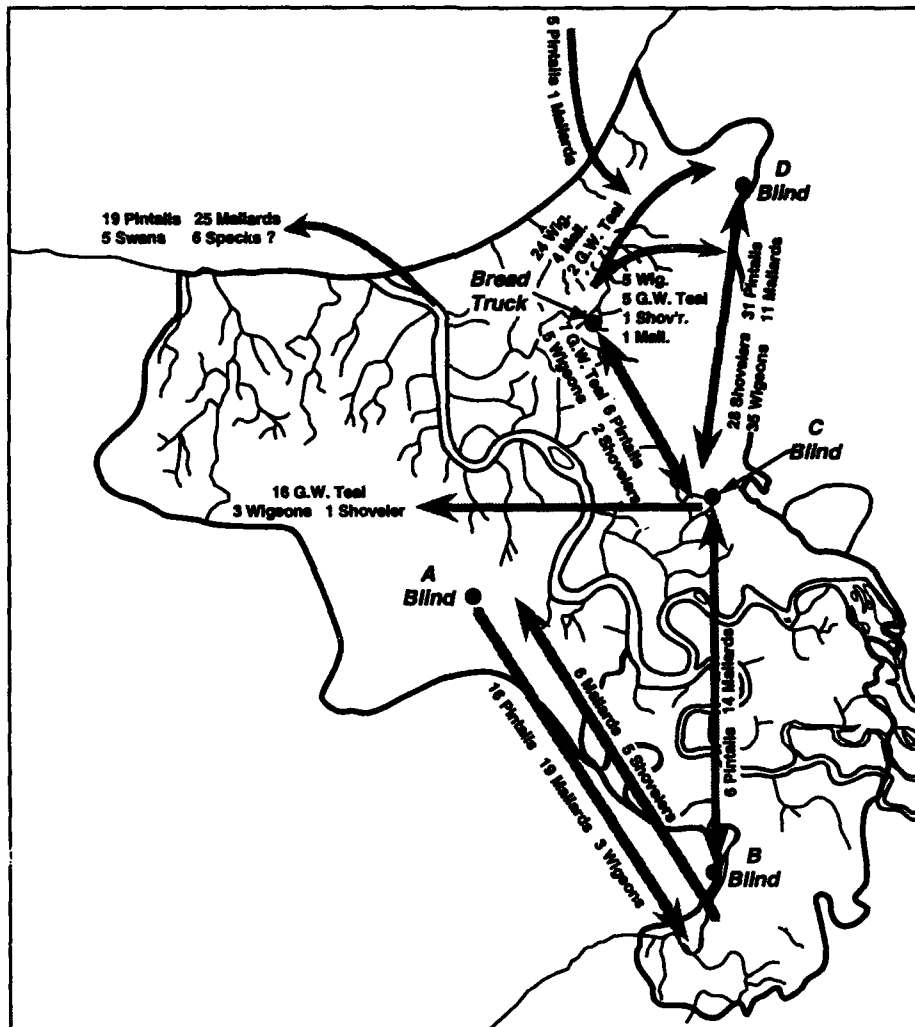 5 Pintails 1 Mallards
D
Blind
19 Pintails 25 Mallards
5 Swans 6 Specks ?
24 Wig.
4 Mall.
2 G.W. Teal
Bread
Truck
5 Wig.
5 G.W. Teal
1 Shov'r.
1 Mall.
31 Pintails
11 Mallards
28 Shovelers
35 Wigeons
7 G.W. Teal 6 Pintails
5 Wigeons 2 Shovelers
C
Blind
16 G.W. Teal
3 Wigeons 1 Shoveler
A
Blind
6 Mallards 5 Shovelers
16 Pintails 19 Mallards 3 Wigeons
6 Pintails 14 Mallards
B
Blind